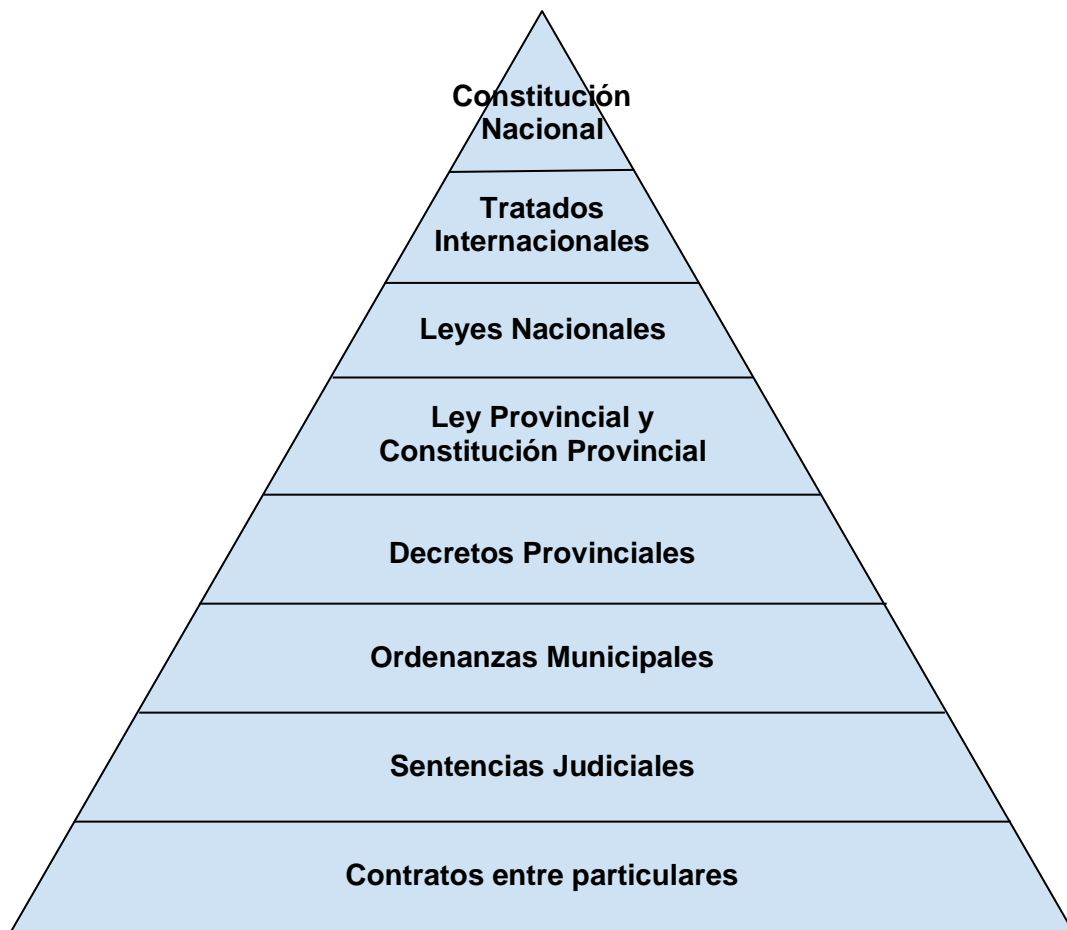 Constitución
Nacional
Tratados
Internacionales
Leyes Nacionales
Ley Provincial y
Constitución Provincial
Decretos Provinciales
Ordenanzas Municipales
Sentencias Judiciales
Contratos entre particulares